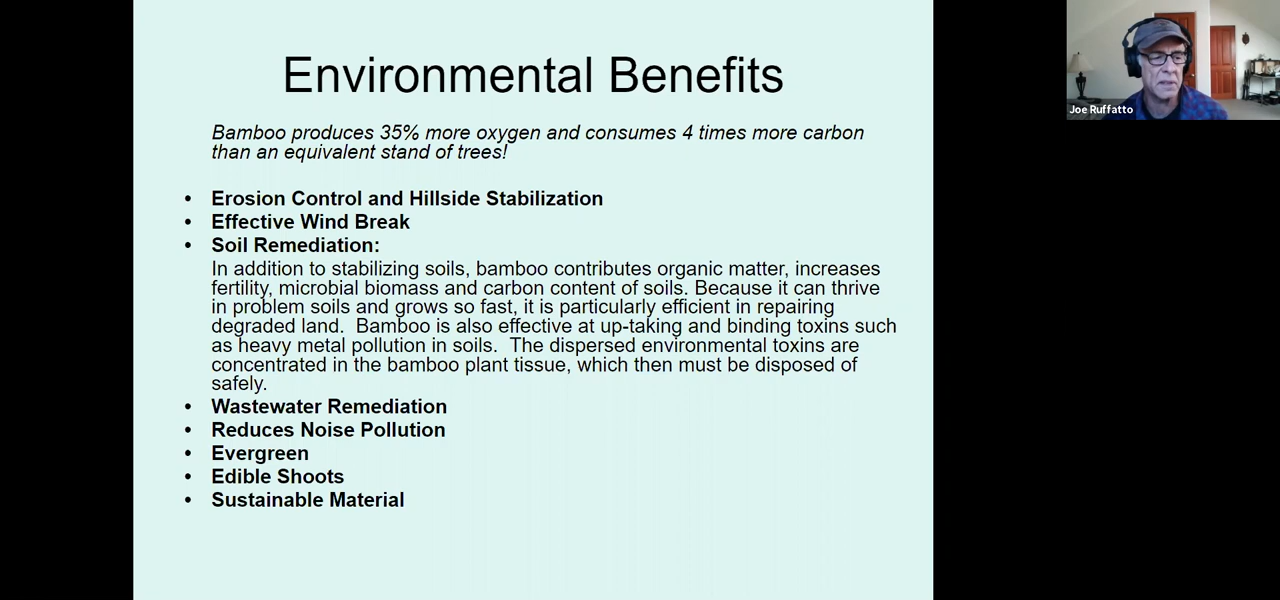 Environmental Benefits
Bamboo produces 35% more oxygen and consumes 4 times more carbon
than an equivalent stand of trees!
• Erosion Control and Hillside Stabilization
• Effective Wind Break
• Soil Remediation:
In addition to stabilizing soils, bamboo contributes organic matter, increases
fertility, microbial biomass and carbon content of soils. Because it can thrive
in problem soils and grows so fast, it is particularly efficient in repairing
degraded land.  Bamboo is also effective at up-taking and binding toxins such
as heavy metal pollution in soils.  The dispersed environmental toxins are
concentrated in the bamboo plant tissue, which then must be disposed of
safely.
• Wastewater Remediation
• Reduces Noise Pollution
• Evergreen
• Edible Shoots
• Sustainable Material
Joe Ruffatto